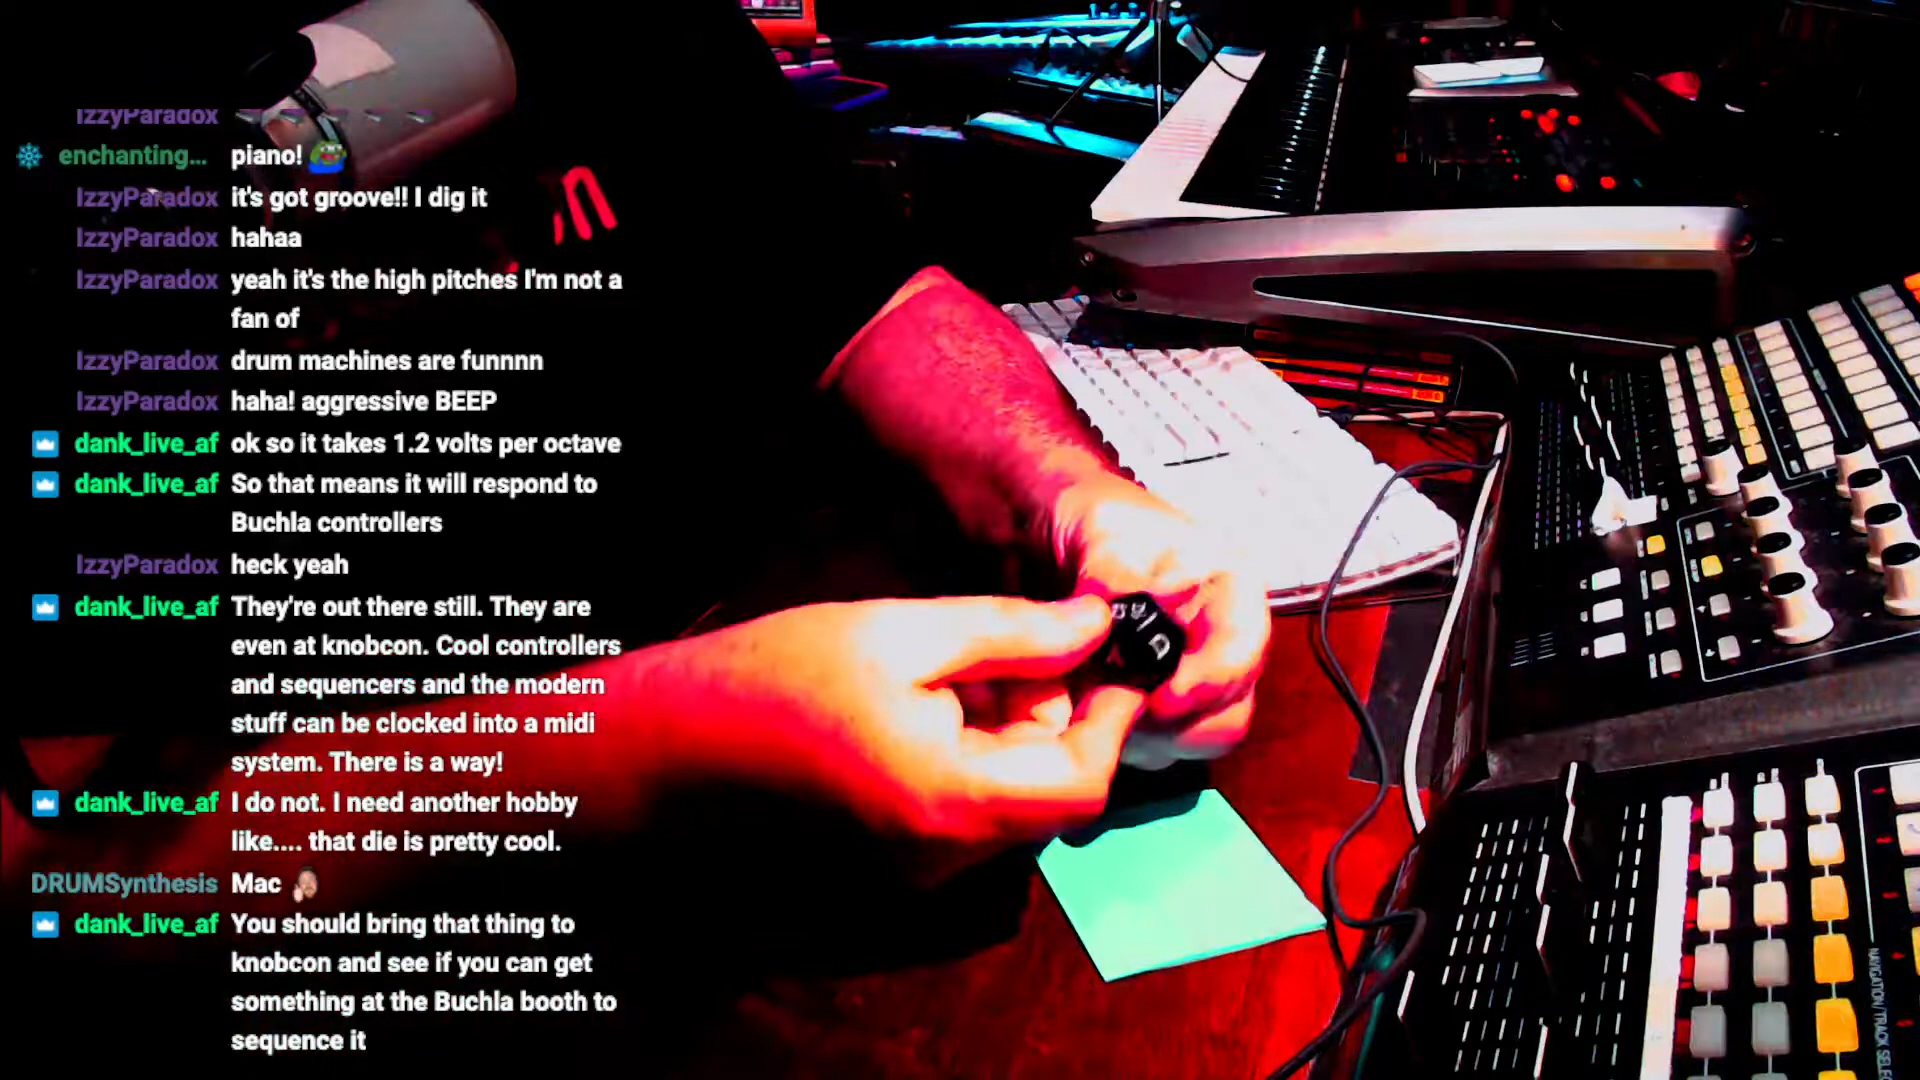 IzzyParadox
enchanting... piano!
IzzyParadox it's got groove!! I dig it
IzzyParadox hahaa
IzzyParadox yeah it's the high pitches I'm not a
fan of
IzzyParadox drum machines are funnnn
IzzyParadox haha! aggressive BEEP
dank_live_af ok so it takes 1.2 volts per octave
dank_live_af So that means it will respond to
Buchla controllers
IzzyParadox heck yeah
dank_live_af They're out there still. They are
even at knobcon. Cool controllers
and sequencers and the modern
stuff can be clocked into a midi
system. There is a way!
dank_live_af I do not. I need another hobby
like.... that die is pretty cool.
DRUMSynthesis Mac
dank_live_af You should bring that thing to
knobcon and see if you can get
something at the Buchla booth to
sequence it
D